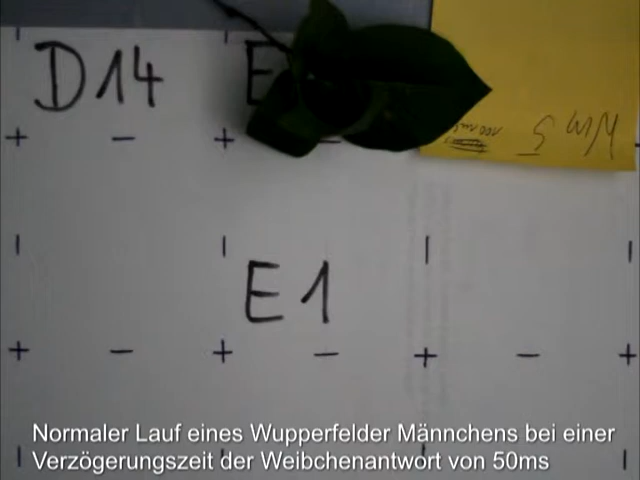 D14 E
E1
Normaler Lauf eines Wupperfelder Männchens bei einer
Verzögerungszeit der Weibchenantwort von 50ms